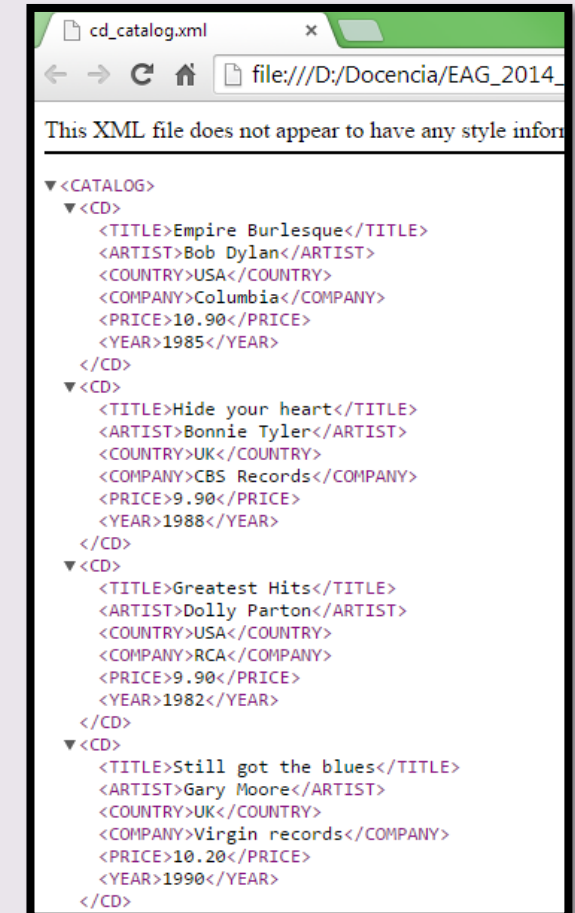 cd_catalog.xml
file:///D:/Docencia/EAG_2014_
This XML file does not appear to have any style
▼<CATALOG>
▼<CD>
<TITLE>Empire Burlesque</TITLE>
<ARTIST>Bob Dylan</ARTIST>
<COUNTRY>USA</COUNTRY>
<COMPANY>Columbia</COMPANY>
<PRICE>10.90</PRICE>
<YEAR>1985</YEAR>
</CD>
▼<CD>
<TITLE>Hide your heart</TITLE>
<ARTIST>Bonnie Tyler</ARTIST>
<COUNTRY>UK</COUNTRY>
<COMPANY>CBS Records</COMPANY>
<PRICE>9.90</PRICE>
<YEAR>1988</YEAR>
</CD>
▼<CD>
<TITLE>Greatest Hits</TITLE>
<ARTIST>Dolly Parton</ARTIST>
<COUNTRY>USA</COUNTRY>
<COMPANY>RCA</COMPANY>
<PRICE>9.90</PRICE>
<YEAR>1982</YEAR>
</CD>
▼<CD>
<TITLE>Still got the blues</TITLE>
<ARTIST>Gary Moore</ARTIST>
<COUNTRY>UK</COUNTRY>
<COMPANY>Virgin records</COMPANY>
<PRICE>10.20</PRICE>
<YEAR>1990</YEAR>
</CD>